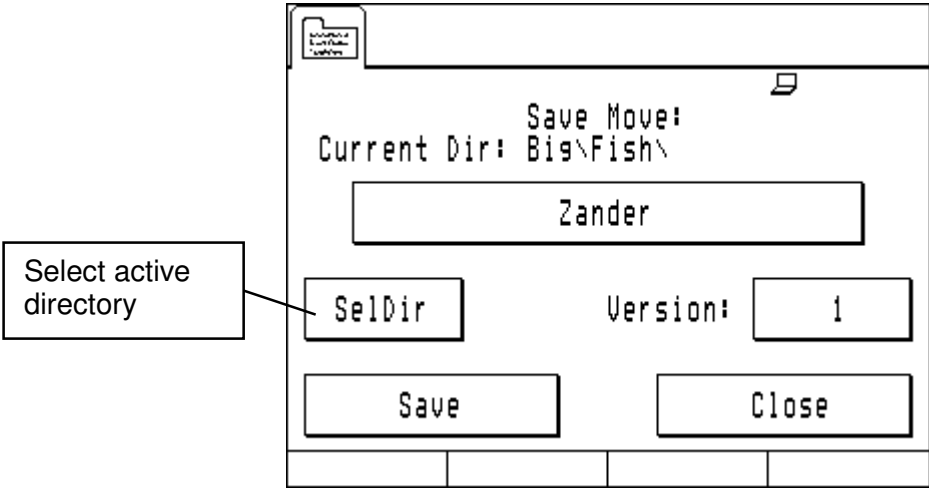 Save Move:
Current Dir: Big\Fish\
Zander
Select active
directory
SelDir
Version:
1
Save
Close